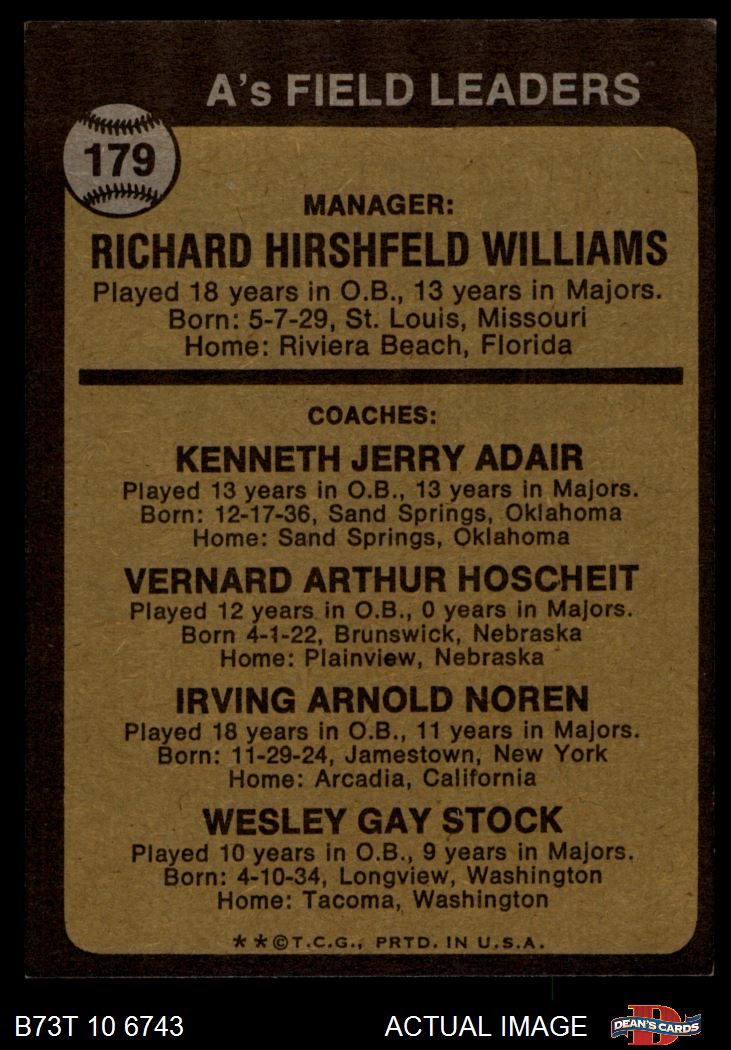 A's FIELD LEADERS
179
MANAGER:
RICHARD HIRSHFELD WILLIAMS
Played 18 years in O.B., 13 years in Majors.
Born: 5-7-29, St. Louis, Missouri
Home: Riviera Beach, Florida
COACHES:
KENNETH JERRY ADAIR
Played 13 years in O.B., 13 years in Majors.
Born: 12-17-36, Sand Springs, Oklahoma
Home: Sand Springs, Oklahoma
VERNARD ARTHUR HOSCHEIT
Played 12 years in O.B., 0 years in Majors.
Born 4-1-22, Brunswick, Nebraska
Home: Plainview, Nebraska
IRVING ARNOLD NOREN
Played 18 years in O.B., 11 years in Majors.
Born: 11-29-24, Jamestown, New York
Home: Arcadia, California
WESLEY GAY STOCK
Played 10 years in O.B., 9 years in Majors.
Born: 4-10-34, Longview, Washington
Home: Tacoma, Washington
**©T.C.G., PRTD. IN U.S.A.
B73T 10 6743 ACTUAL IMAGE
D DEAN'S CARDS